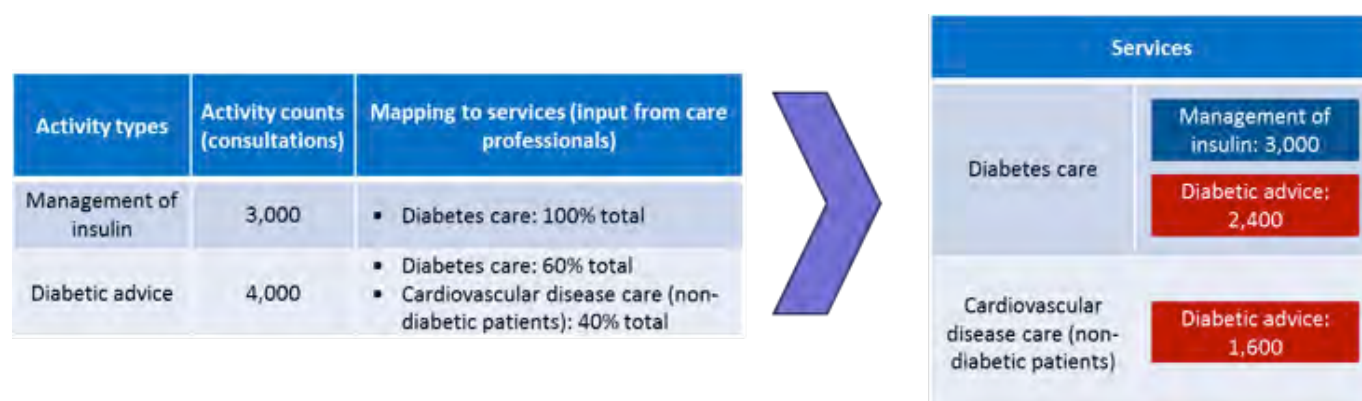 Activity types
Activity counts
(consultations)
Mapping to services (input from care
professionals)
Management of
insulin
3,000
▪ Diabetes care: 100% total
Diabetic advice
4,000
▪ Diabetes care: 60% total
▪ Cardiovascular disease care (non-
diabetic patients): 40% total
Services
Diabetes care
Management of
insulin: 3,000
Diabetic advice:
2,400
Cardiovascular
disease care (non-
diabetic patients)
Diabetic advice:
1,600